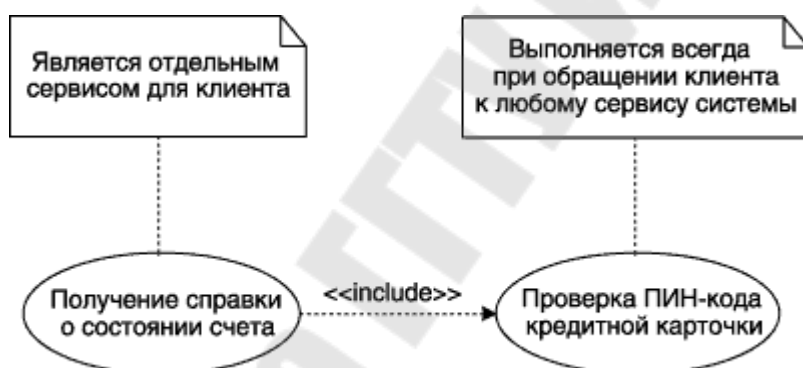 Является отдельным
сервисом для клиента
Выполняется всегда
при обращении клиента
к любому сервису системы
Получение справки
о состоянии счета
<<include>>
Проверка ПИН-кода
кредитной карточки